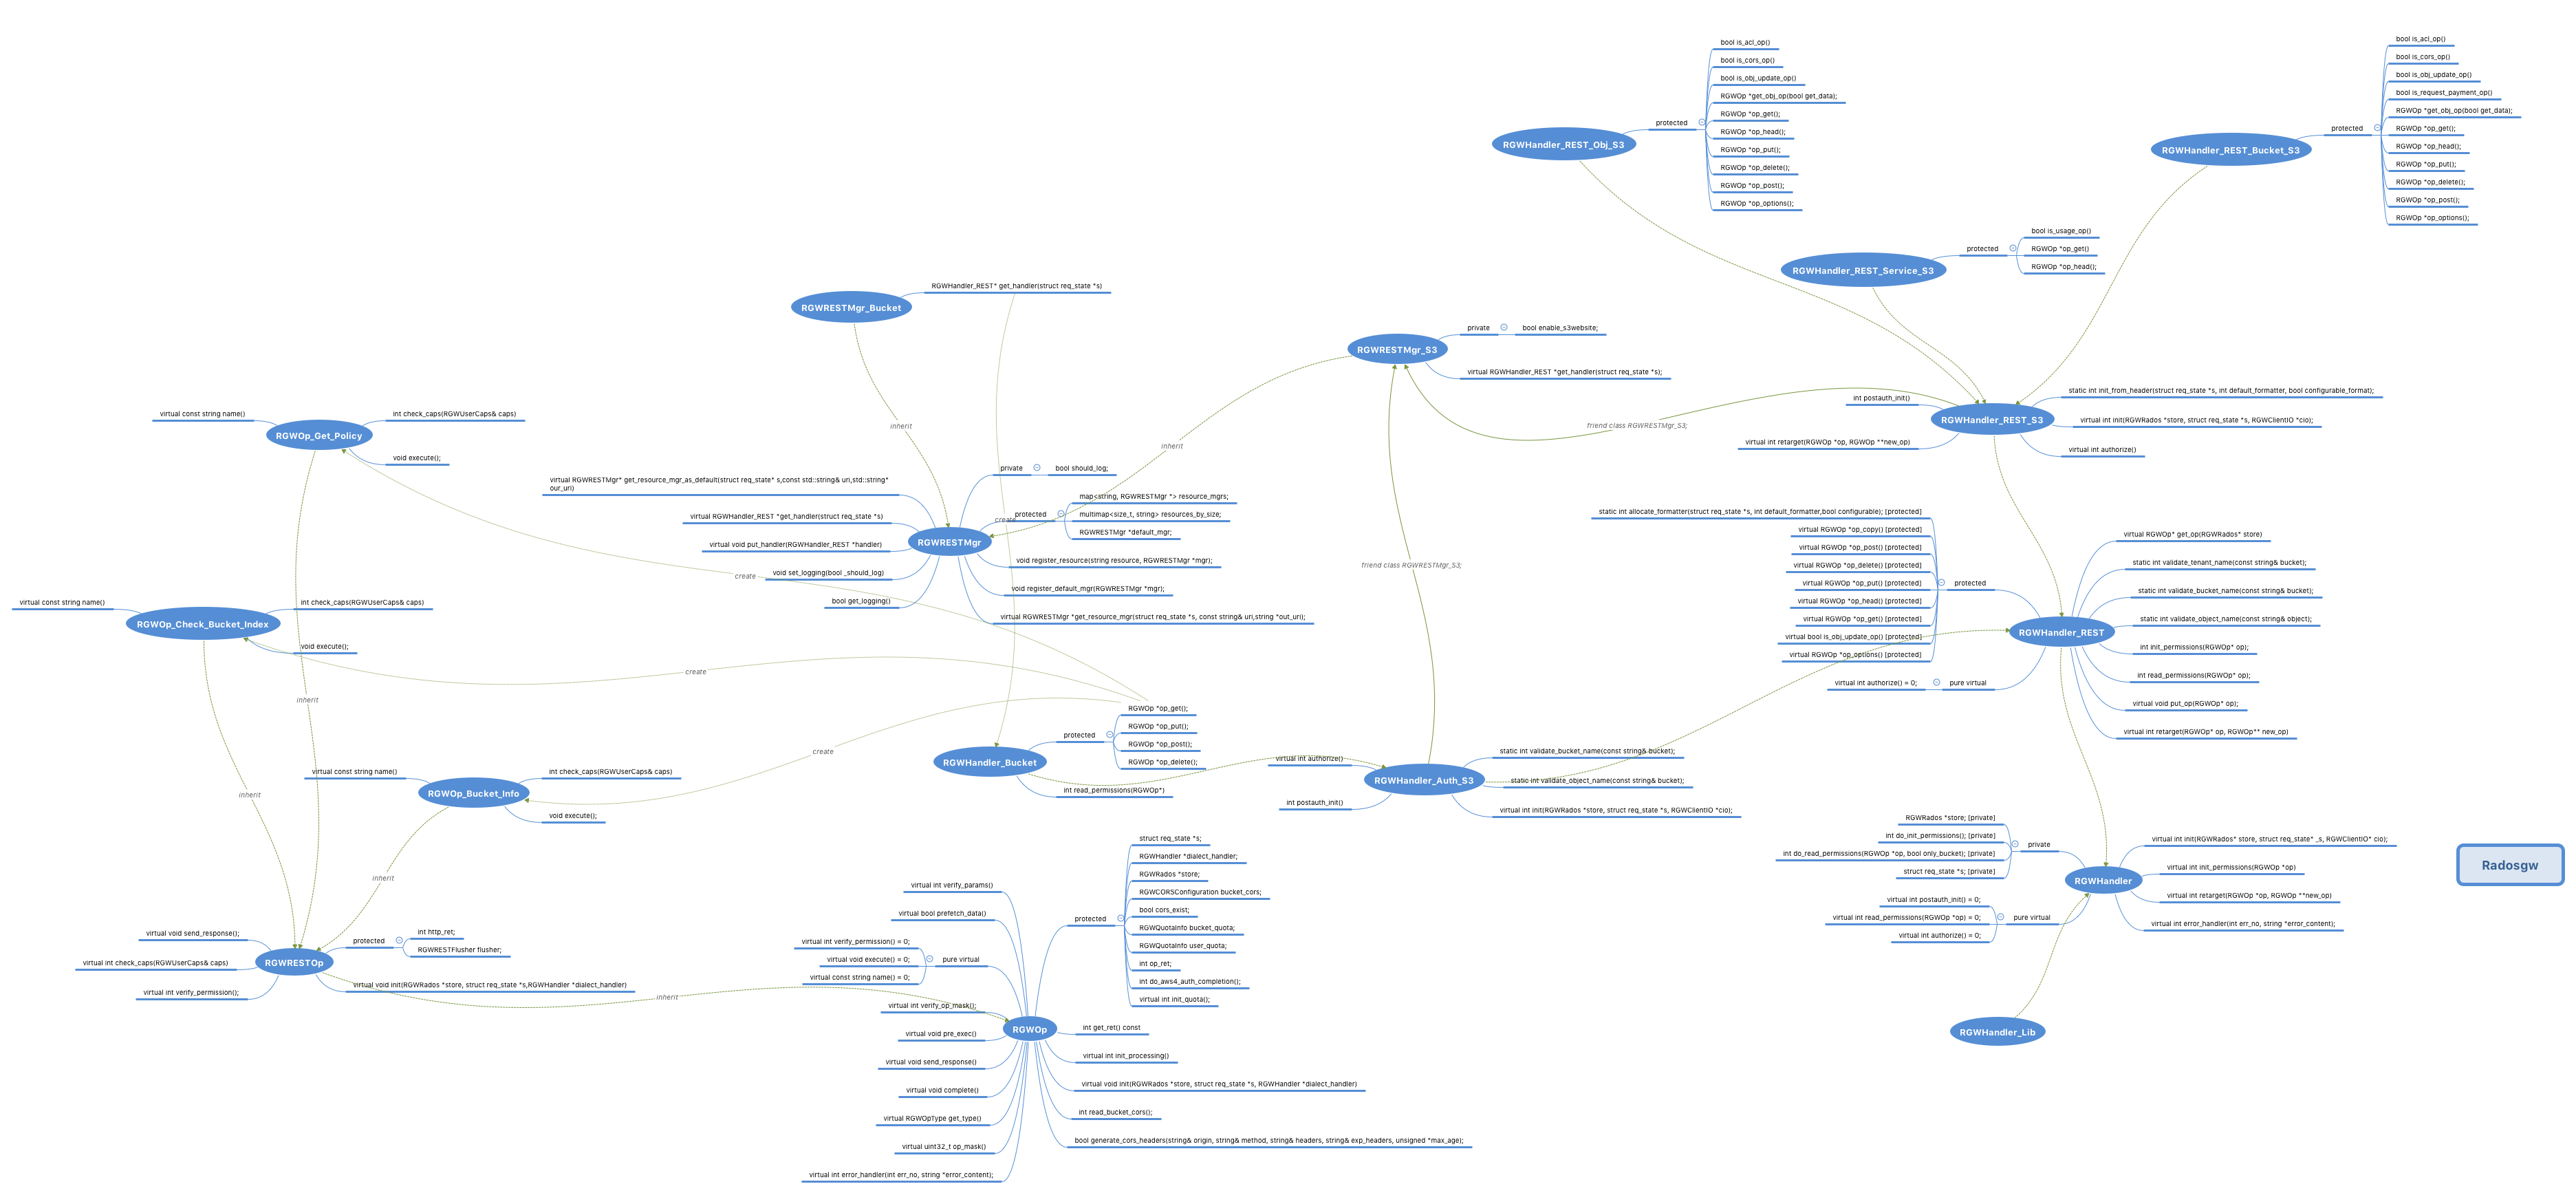 RGWHandler_REST_Obj_S3
protected
bool is_acl_op()
bool is_cors_op()
bool is_obj_update_op()
RGWOp *get_obj_op(bool get_data);
RGWOp *op_get();
RGWOp *op_head();
RGWOp *op_put();
RGWOp *op_delete();
RGWOp *op_post();
RGWOp *op_options();
RGWHandler_REST_Bucket_S3
protected
bool is_acl_op()
bool is_cors_op()
bool is_obj_update_op()
bool is_request_payment_op()
RGWOp *get_obj_op(bool get_data);
RGWOp *op_get();
RGWOp *op_head();
RGWOp *op_put();
RGWOp *op_delete();
RGWOp *op_post();
RGWOp *op_options();
RGWHandler_REST_Service_S3
protected
bool is_usage_op()
RGWOp *op_get()
RGWOp *op_head();
RGWRESTMgr_Bucket
RGWHandler_REST* get_handler(struct req_state *s)
RGWRESTMgr_S3
private
bool enable_s3website;
virtual RGWHandler_REST *get_handler(struct req_state *s);
inherit
inherit
friend class RGWRESTMgr_S3;
RGWHandler_REST_S3
int postauth_init()
virtual int retarget(RGWOp *op, RGWOp **new_op)
static int init_from_header(struct req_state *s, int default_formatter, bool configurable_format);
virtual int init(RGWRados *store, struct req_state *s, RGWClientIO *cio);
virtual int authorize()
RGWOp_Get_Policy
virtual const string name()
int check_caps(RGWUserCaps& caps)
void execute();
RGWRESTMgr
virtual RGWRESTMgr* get_resource_mgr_as_default(struct req_state* s,const std::string& uri,std::string*
our_uri)
virtual RGWHandler_REST *get_handler(struct req_state *s)
virtual void put_handler(RGWHandler_REST *handler)
void set_logging(bool _should_log)
bool get_logging()
private
bool should_log;
protected
map<string, RGWRESTMgr *> resource_mgrs;
multimap<size_t, string> resources_by_size;
RGWRESTMgr *default_mgr;
void register_resource(string resource, RGWRESTMgr *mgr);
void register_default_mgr(RGWRESTMgr *mgr);
virtual RGWRESTMgr *get_resource_mgr(struct req_state *s, const string& uri,string *out_uri);
create
create
create
create
friend class RGWRESTMgr_S3;
RGWHandler_REST
static int allocate_formatter(struct req_state *s, int default_formatter,bool configurable); [protected]
virtual RGWOp *op_copy() [protected]
virtual RGWOp *op_post() [protected]
virtual RGWOp *op_delete() [protected]
virtual RGWOp *op_put() [protected]
virtual RGWOp *op_head() [protected]
virtual RGWOp *op_get() [protected]
virtual bool is_obj_update_op() [protected]
virtual RGWOp *op_options() [protected]
protected
virtual int authorize() = 0;
pure virtual
virtual RGWOp* get_op(RGWRados* store)
static int validate_tenant_name(const string& bucket);
static int validate_bucket_name(const string& bucket);
static int validate_object_name(const string& object);
int init_permissions(RGWOp* op);
int read_permissions(RGWOp* op);
virtual void put_op(RGWOp* op);
virtual int retarget(RGWOp* op, RGWOp** new_op)
RGWOp_Check_Bucket_Index
virtual const string name()
int check_caps(RGWUserCaps& caps)
void execute();
inherit
inherit
inherit
RGWOp_Bucket_Info
virtual const string name()
int check_caps(RGWUserCaps& caps)
void execute();
RGWHandler_Bucket
protected
RGWOp *op_get();
RGWOp *op_put();
RGWOp *op_post();
RGWOp *op_delete();
int read_permissions(RGWOp*)
RGWHandler_Auth_S3
virtual int authorize()
int postauth_init()
static int validate_bucket_name(const string& bucket);
static int validate_object_name(const string& bucket);
virtual int init(RGWRados *store, struct req_state *s, RGWClientIO *cio);
RGWHandler
RGWRados *store; [private]
int do_init_permissions(); [private]
int do_read_permissions(RGWOp *op, bool only_bucket); [private]
struct req_state *s; [private]
private
virtual int postauth_init() = 0;
virtual int read_permissions(RGWOp *op) = 0;
virtual int authorize() = 0;
pure virtual
virtual int init(RGWRados* store, struct req_state* _s, RGWClientIO* cio);
virtual int init_permissions(RGWOp *op)
virtual int retarget(RGWOp *op, RGWOp **new_op)
virtual int error_handler(int err_no, string *error_content);
Radosgw
RGWHandler_Lib
RGWRESTOp
virtual void send_response();
virtual int check_caps(RGWUserCaps& caps)
virtual int verify_permission();
protected
int http_ret;
RGWRESTFlusher flusher;
virtual void init(RGWRados *store, struct req_state *s,RGWHandler *dialect_handler)
inherit
RGWOp
virtual int verify_params()
virtual bool prefetch_data()
virtual int verify_permission() = 0;
virtual void execute() = 0;
virtual const string name() = 0;
pure virtual
virtual int verify_op_mask();
virtual void pre_exec()
virtual void send_response()
virtual void complete()
virtual RGWOpType get_type()
virtual uint32_t op_mask()
virtual int error_handler(int err_no, string *error_content);
protected
struct req_state *s;
RGWHandler *dialect_handler;
RGWRados *store;
RGWCORSConfiguration bucket_cors;
bool cors_exist;
RGWQuotaInfo bucket_quota;
RGWQuotaInfo user_quota;
int op_ret;
int do_aws4_auth_completion();
virtual int init_quota();
int get_ret() const
virtual int init_processing()
virtual void init(RGWRados *store, struct req_state *s, RGWHandler *dialect_handler)
int read_bucket_cors();
bool generate_cors_headers(string& origin, string& method, string& headers, string& exp_headers, unsigned *max_age);